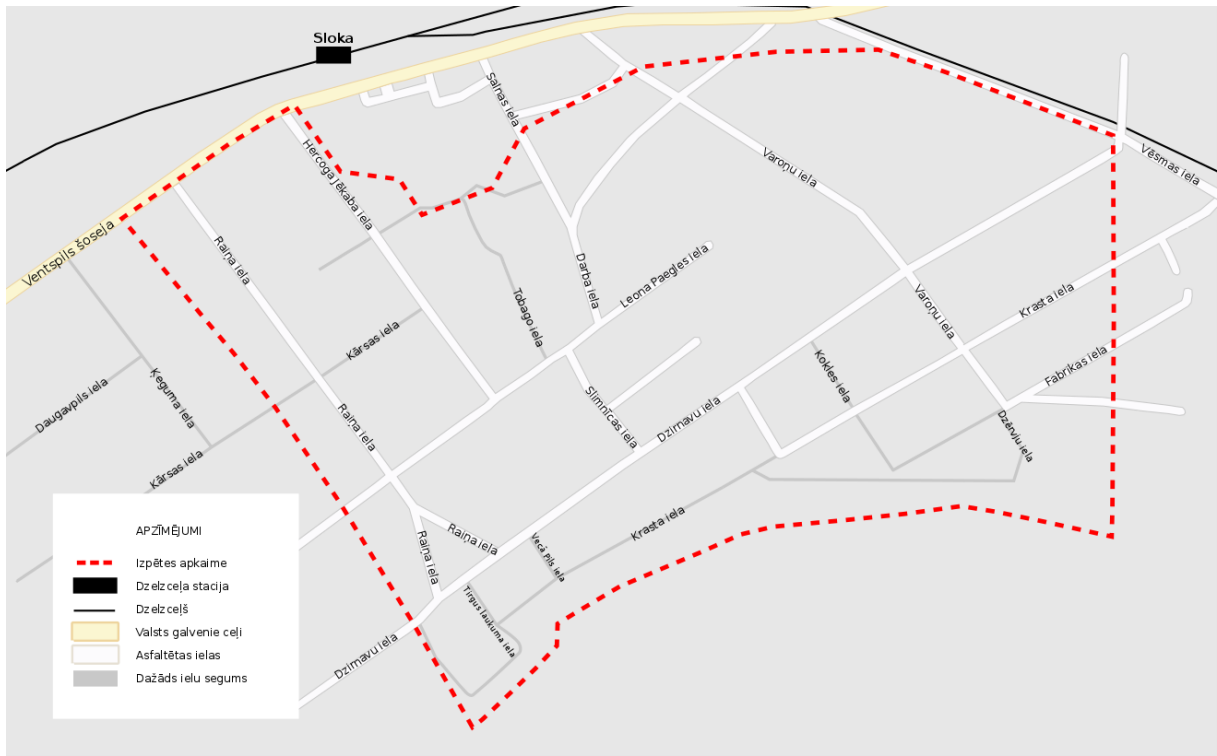 Sloka
Saļņas iela
Hercoga Jēkaba iela
Varoņu iela
Vēsmas iela
Ventspils šoseja
Raiņa iela
Darba iela
Leona Paegles iela
Tobago iela
Varoņu iela
Krasta iela
Kārsas iela
Kokles iela
Fabrikas iela
Daugavpils iela
Ķeguma iela
Raiņa iela
Slimnīcas iela
Dzirnavu iela
Dzērvju iela
Kārsas iela
Krasta iela
Raiņa iela
Raiņa iela
Vecā Pils iela
Tirgus laukuma iela
Dzirnavu iela
APZĪMĒJUMI
Izpētes apkaime
Dzelzceļa stacija
Dzelzceļš
Valsts galvenie ceļi
Asfaltētas ielas
Dažāds ielu segums